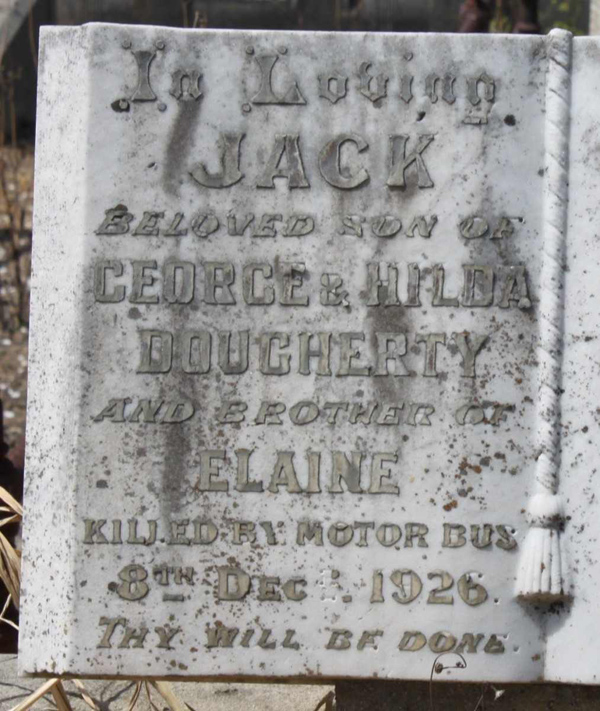 In Loving
JACK
BELOVED SON OF
GEORGE & HILDA
DOUGHERTY
AND BROTHER OF
ELAINE
KILLED BY MOTOR BUS
8TH DECR. 1926.
THY WILL BE DONE.